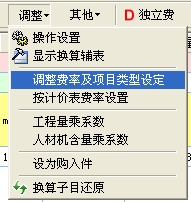 调整 其他 D 独立费
操作设置
显示换算辅表
调整费率及项目类型设定
按计价表费率设置
m
工程量乘系数
人材机含量乘系数
1
设为购入件
换算子目还原